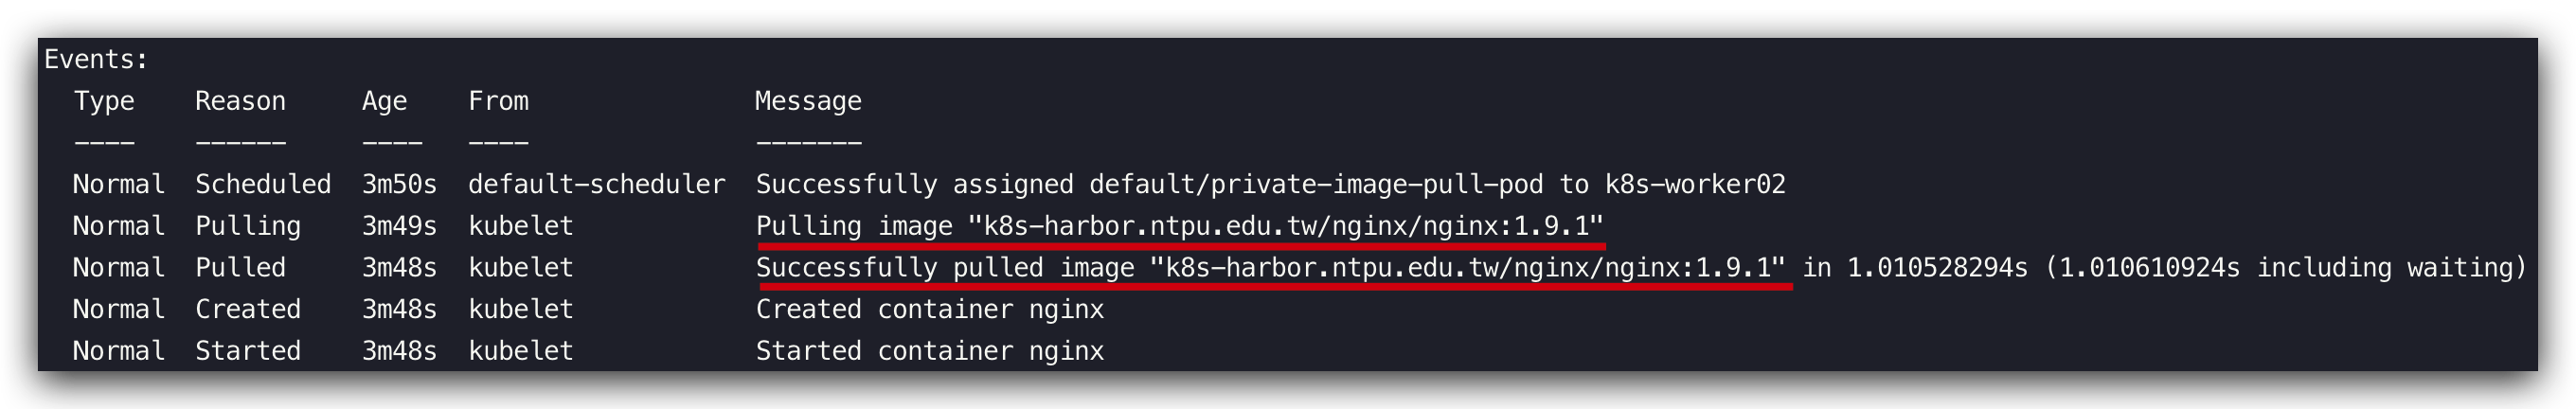 Events:
Type Reason Age From Message
---- ------ ---- ---- -------
Normal Scheduled 3m50s default-scheduler Successfully assigned default/private-image-pull-pod to k8s-worker02
Normal Pulling 3m49s kubelet Pulling image "k8s-harbor.ntpu.edu.tw/nginx/nginx:1.9.1"
Normal Pulled 3m48s kubelet Successfully pulled image "k8s-harbor.ntpu.edu.tw/nginx/nginx:1.9.1" in 1.010528294s (1.010610924s including waiting)
Normal Created 3m48s kubelet Created container nginx
Normal Started 3m48s kubelet Started container nginx